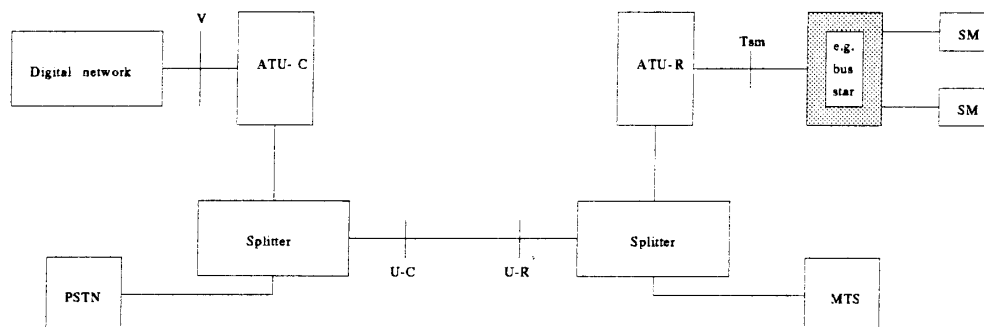 V
Digital network
ATU- C
ATU-R
Tsm
e.g.
bus
star
SM
SM
Splitter
U-C
U-R
Splitter
PSTN
MTS